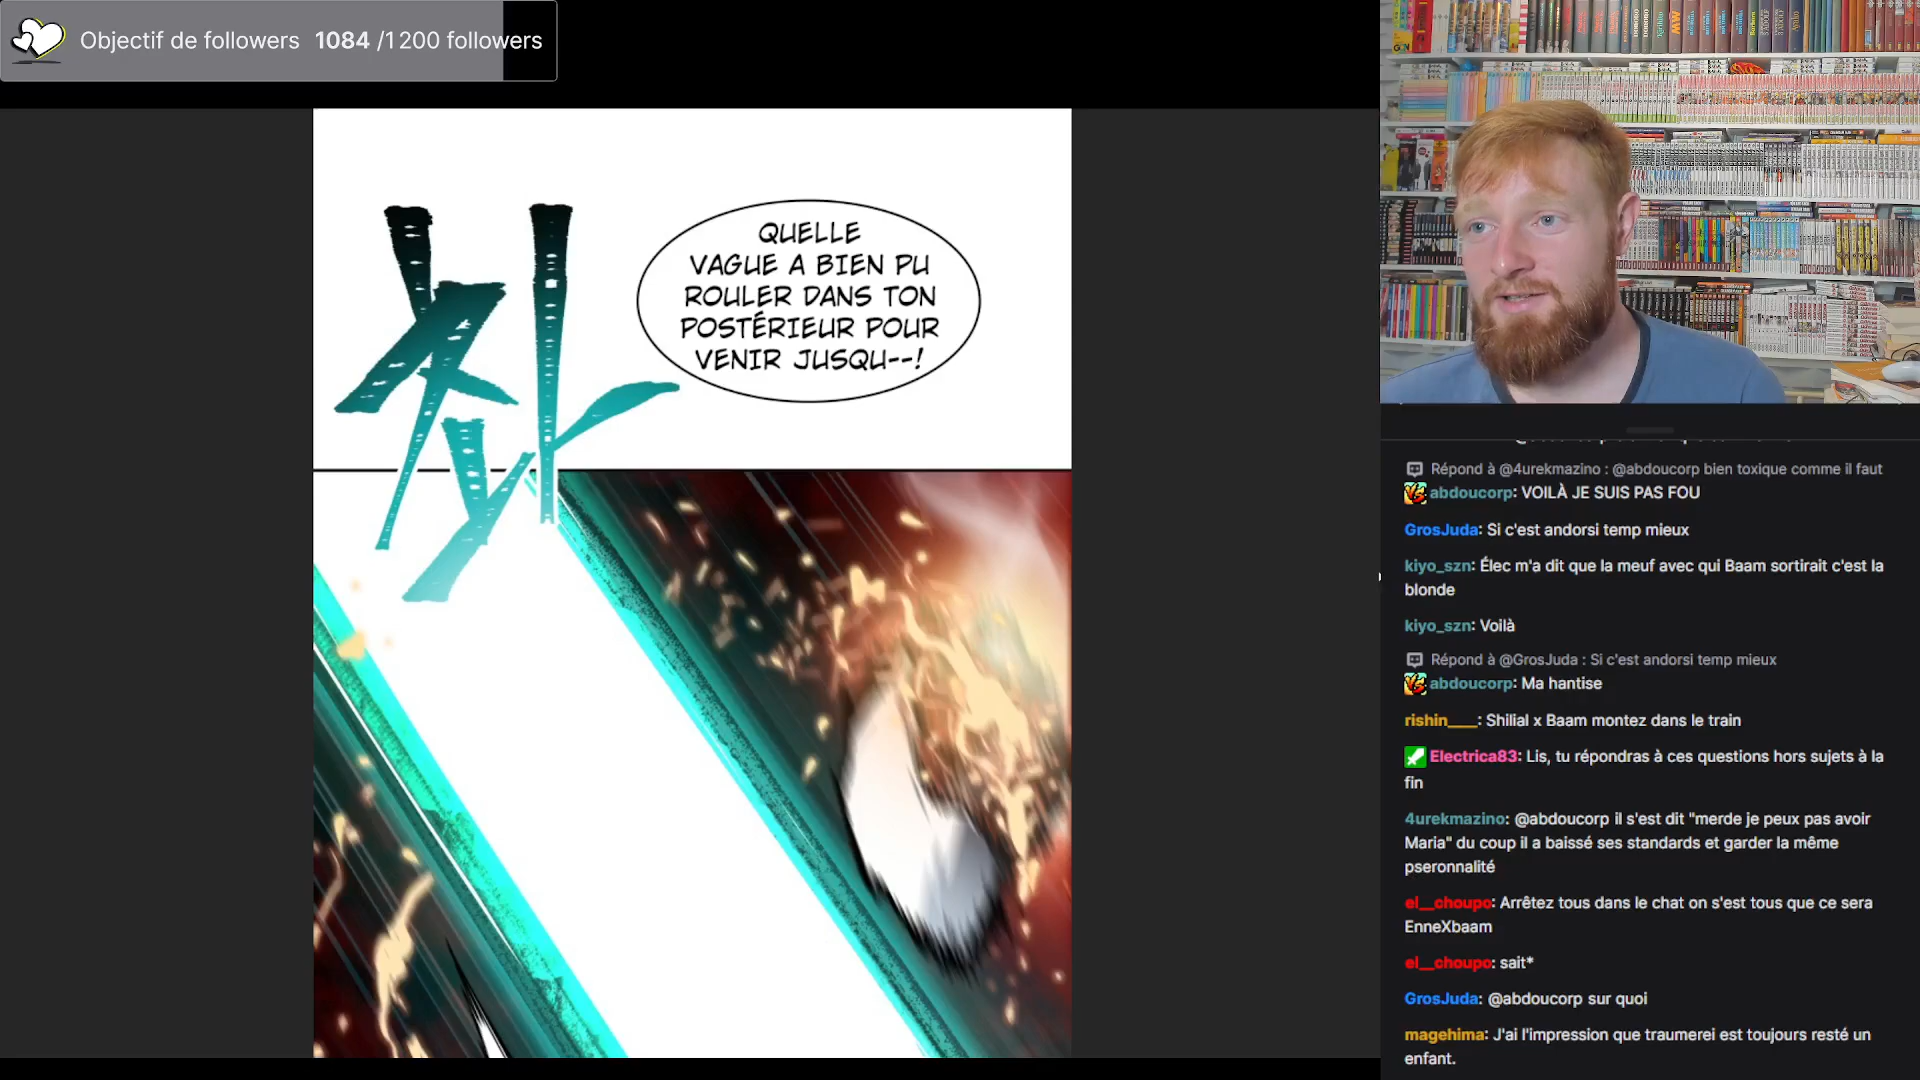 Objectif de followers 1084 /1 200 followers
QUELLE
VAGUE A BIEN PU
ROULER DANS TON
POSTÉRIEUR POUR
VENIR JUSQU--!
Répond à @4urekmazino : @abdoucorp bien toxique comme il faut
abdoucorp: VOILÀ JE SUIS PAS FOU
GrosJuda: Si c'est andorsi temp mieux
kiyo_szn: Élec m'a dit que la meuf avec qui Baam sortirait c'est la
blonde
kiyo_szn: Voilà
Répond à @GrosJuda : Si c'est andorsi temp mieux
abdoucorp: Ma hantise
rishin____: Shilial x Baam montez dans le train
Electrica83: Lis, tu répondras à ces questions hors sujets à la
fin
4urekmazino: @abdoucorp il s'est dit "merde je peux pas avoir
Maria" du coup il a baissé ses standards et garder la même
pseronnalité
el__choupo: Arrêtez tous dans le chat on s'est tous que ce sera
EnneXbaam
el__choupo: sait*
GrosJuda: @abdoucorp sur quoi
magehima: J'ai l'impression que traumerei est toujours resté un
enfant.